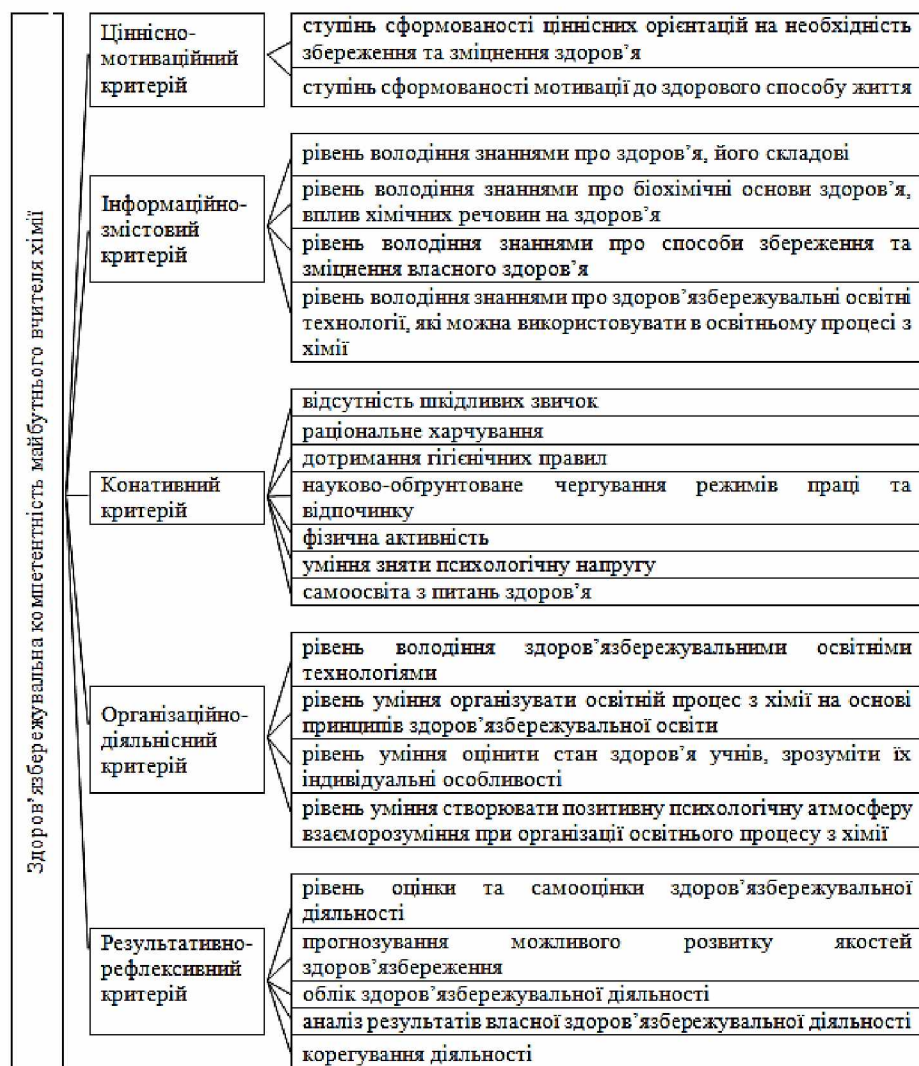 Здоров’язбережувальна компетентність майбутнього вчителя хімії
Ціннісно-
мотиваційний
критерій
ступінь сформованості ціннісних орієнтацій на необхідність
збереження та зміцнення здоров’я
ступінь сформованості мотивації до здорового способу життя
Інформаційно-
змістовий
критерій
рівень володіння знаннями про здоров’я, його складові
рівень володіння знаннями про біохімічні основи здоров’я,
вплив хімічних речовин на здоров’я
рівень володіння знаннями про способи збереження та
зміцнення власного здоров’я
рівень володіння знаннями про здоров’язбережувальні освітні
технології, які можна використовувати в освітньому процесі з
хімії
Конативний
критерій
відсутність шкідливих звичок
раціональне харчування
дотримання гігієнічних правил
науково-обґрунтоване чергування режимів праці та
відпочинку
фізична активність
уміння зняти психологічну напругу
самоосвіта з питань здоров’я
Організаційно-
діяльнісний
критерій
рівень володіння здоров’язбережувальними освітніми
технологіями
рівень уміння організувати освітній процес з хімії на основі
принципів здоров’язбережувальної освіти
рівень уміння оцінити стан здоров’я учнів, зрозуміти їх
індивідуальні особливості
рівень уміння створювати позитивну психологічну атмосферу
взаєморозуміння при організації освітнього процесу з хімії
Результативно-
рефлексивний
критерій
рівень оцінки та самооцінки здоров’язбережувальної
діяльності
прогнозування можливого розвитку якостей
здоров’язбереження
облік здоров’язбережувальної діяльності
аналіз результатів власної здоров’язбережувальної діяльності
корегування діяльності